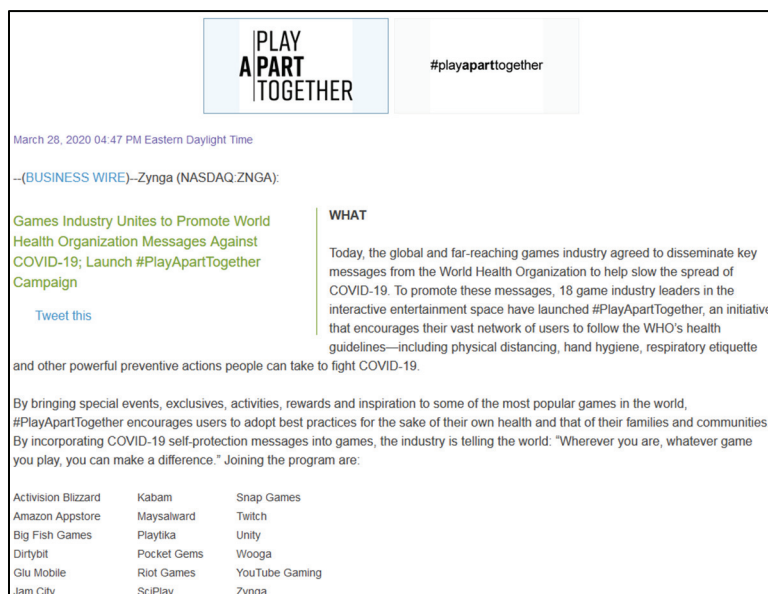 PLAY
A PART
TOGETHER
#playaparttogether
March 28, 2020 04:47 PM Eastern Daylight Time
--(BUSINESS WIRE)--Zynga (NASDAQ:ZNGA):
Games Industry Unites to Promote World
Health Organization Messages Against
COVID-19; Launch #PlayApartTogether
Campaign
Tweet this
WHAT
Today, the global and far-reaching games industry agreed to disseminate key
messages from the World Health Organization to help slow the spread of
COVID-19. To promote these messages, 18 game industry leaders in the
interactive entertainment space have launched #PlayApartTogether, an initiative
that encourages their vast network of users to follow the WHO's health
guidelines—including physical distancing, hand hygiene, respiratory etiquette
and other powerful preventive actions people can take to fight COVID-19.
By bringing special events, exclusives, activities, rewards and inspiration to some of the most popular games in the world,
#PlayApartTogether encourages users to adopt best practices for the sake of their own health and that of their families and communities
By incorporating COVID-19 self-protection messages into games, the industry is telling the world: “Wherever you are, whatever game
you play, you can make a difference.” Joining the program are:
Activision Blizzard Kabam Snap Games
Amazon Appstore Maysalward Twitch
Big Fish Games Playtika Unity
Dirtybit Pocket Gems Wooga
Glu Mobile Riot Games YouTube Gaming
Jam City SciPlay Zynga